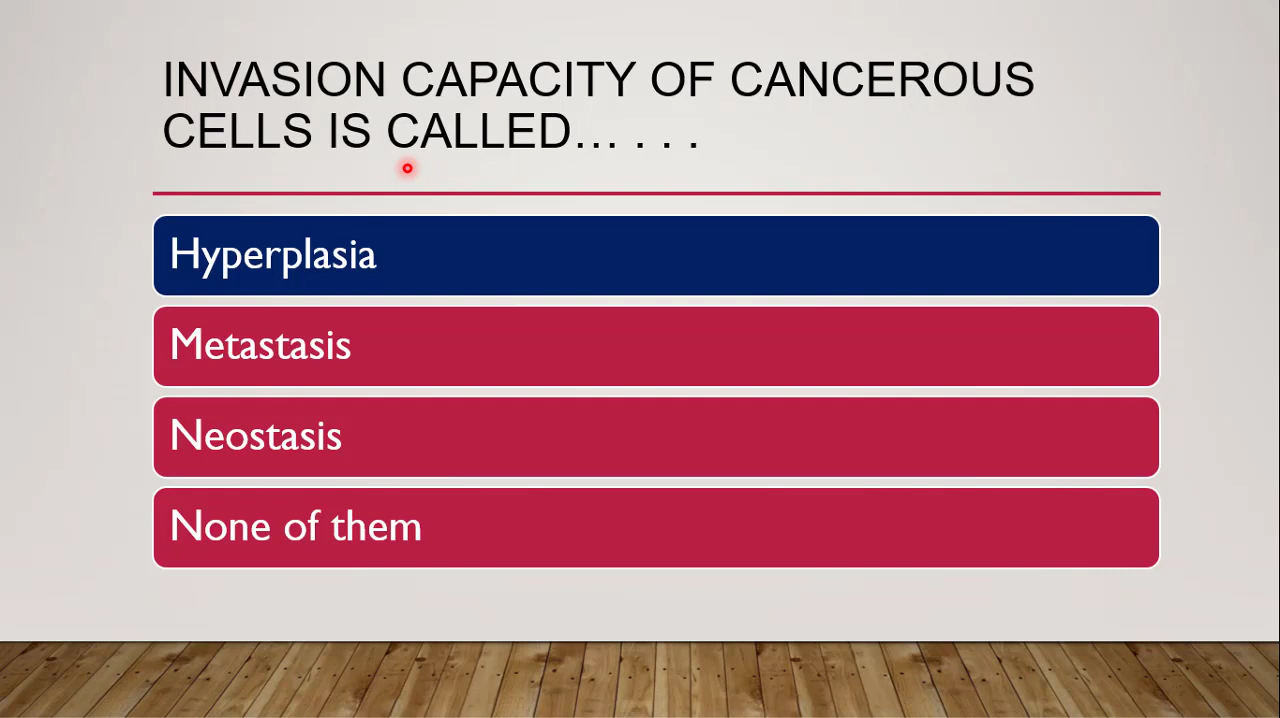 INVASION CAPACITY OF CANCEROUS
CELLS IS CALLED… . . .
Hyperplasia
Metastasis
Neostasis
None of them